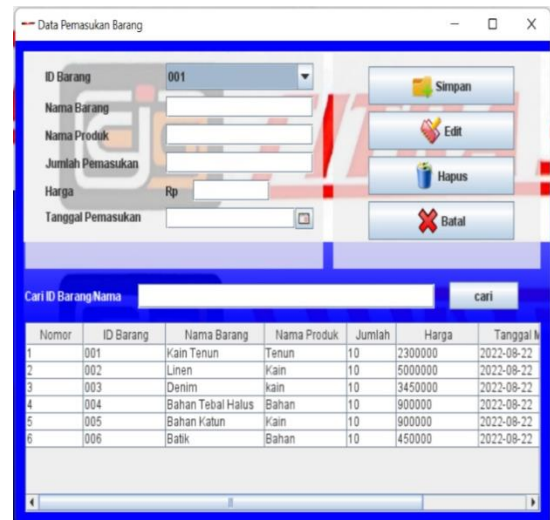 Data Pemasukan Barang
ID Barang 001 Simpan
Nama Barang
Nama Produk Edit
Jumlah Pemasukan
Harga Rp Hapus
Tanggal Pemasukan Batal
Cari ID Barang/Nama cari
Nomor ID Barang Nama Barang Nama Produk Jumlah Harga Tanggal M
1 001 Kain Tenun Tenun 10 2300000 2022-08-22
2 002 Linen Kain 10 5000000 2022-08-22
3 003 Denim kain 10 3450000 2022-08-22
4 004 Bahan Tebal Halus Bahan 10 900000 2022-08-22
5 005 Bahan Katun Kain 10 900000 2022-08-22
6 006 Batik Bahan 10 450000 2022-08-22